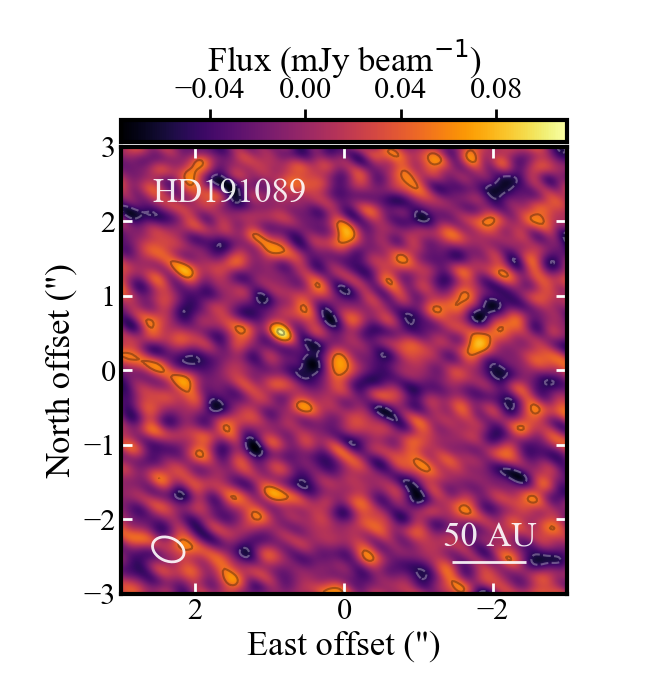 Flux (mJy beam⁻¹)
−0.04 0.00 0.04 0.08
HD191089
3
2
1
0
−1
−2
−3
North offset (")
50 AU
2 0 −2
East offset (")